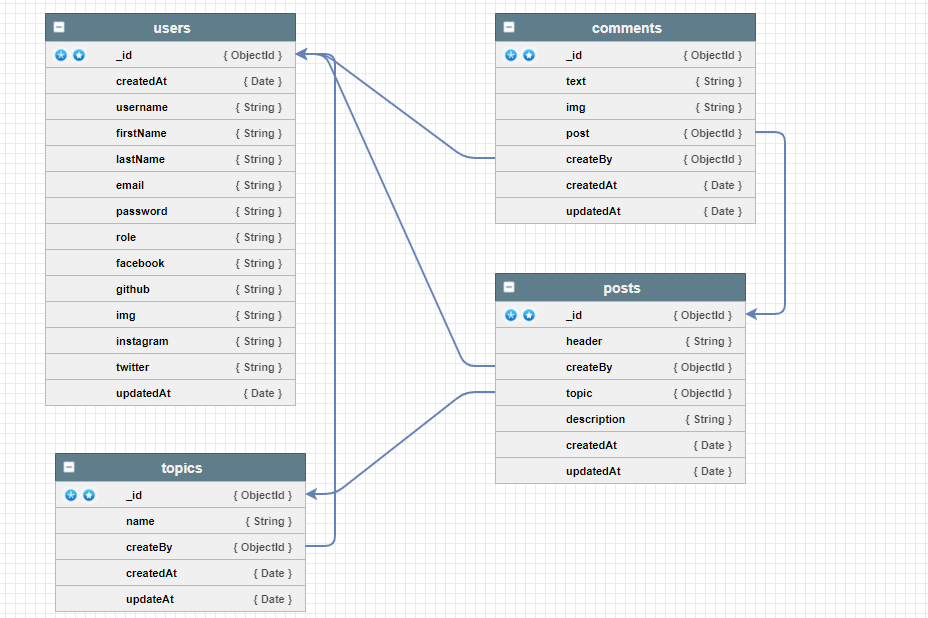 users
_id { ObjectId }
createdAt { Date }
username { String }
firstName { String }
lastName { String }
email { String }
password { String }
role { String }
facebook { String }
github { String }
img { String }
instagram { String }
twitter { String }
updatedAt { Date }
comments
_id { ObjectId }
text { String }
img { String }
post { ObjectId }
createBy { ObjectId }
createdAt { Date }
updatedAt { Date }
posts
_id { ObjectId }
header { String }
createBy { ObjectId }
topic { ObjectId }
description { String }
createdAt { Date }
updatedAt { Date }
topics
_id { ObjectId }
name { String }
createBy { ObjectId }
createdAt { Date }
updateAt { Date }